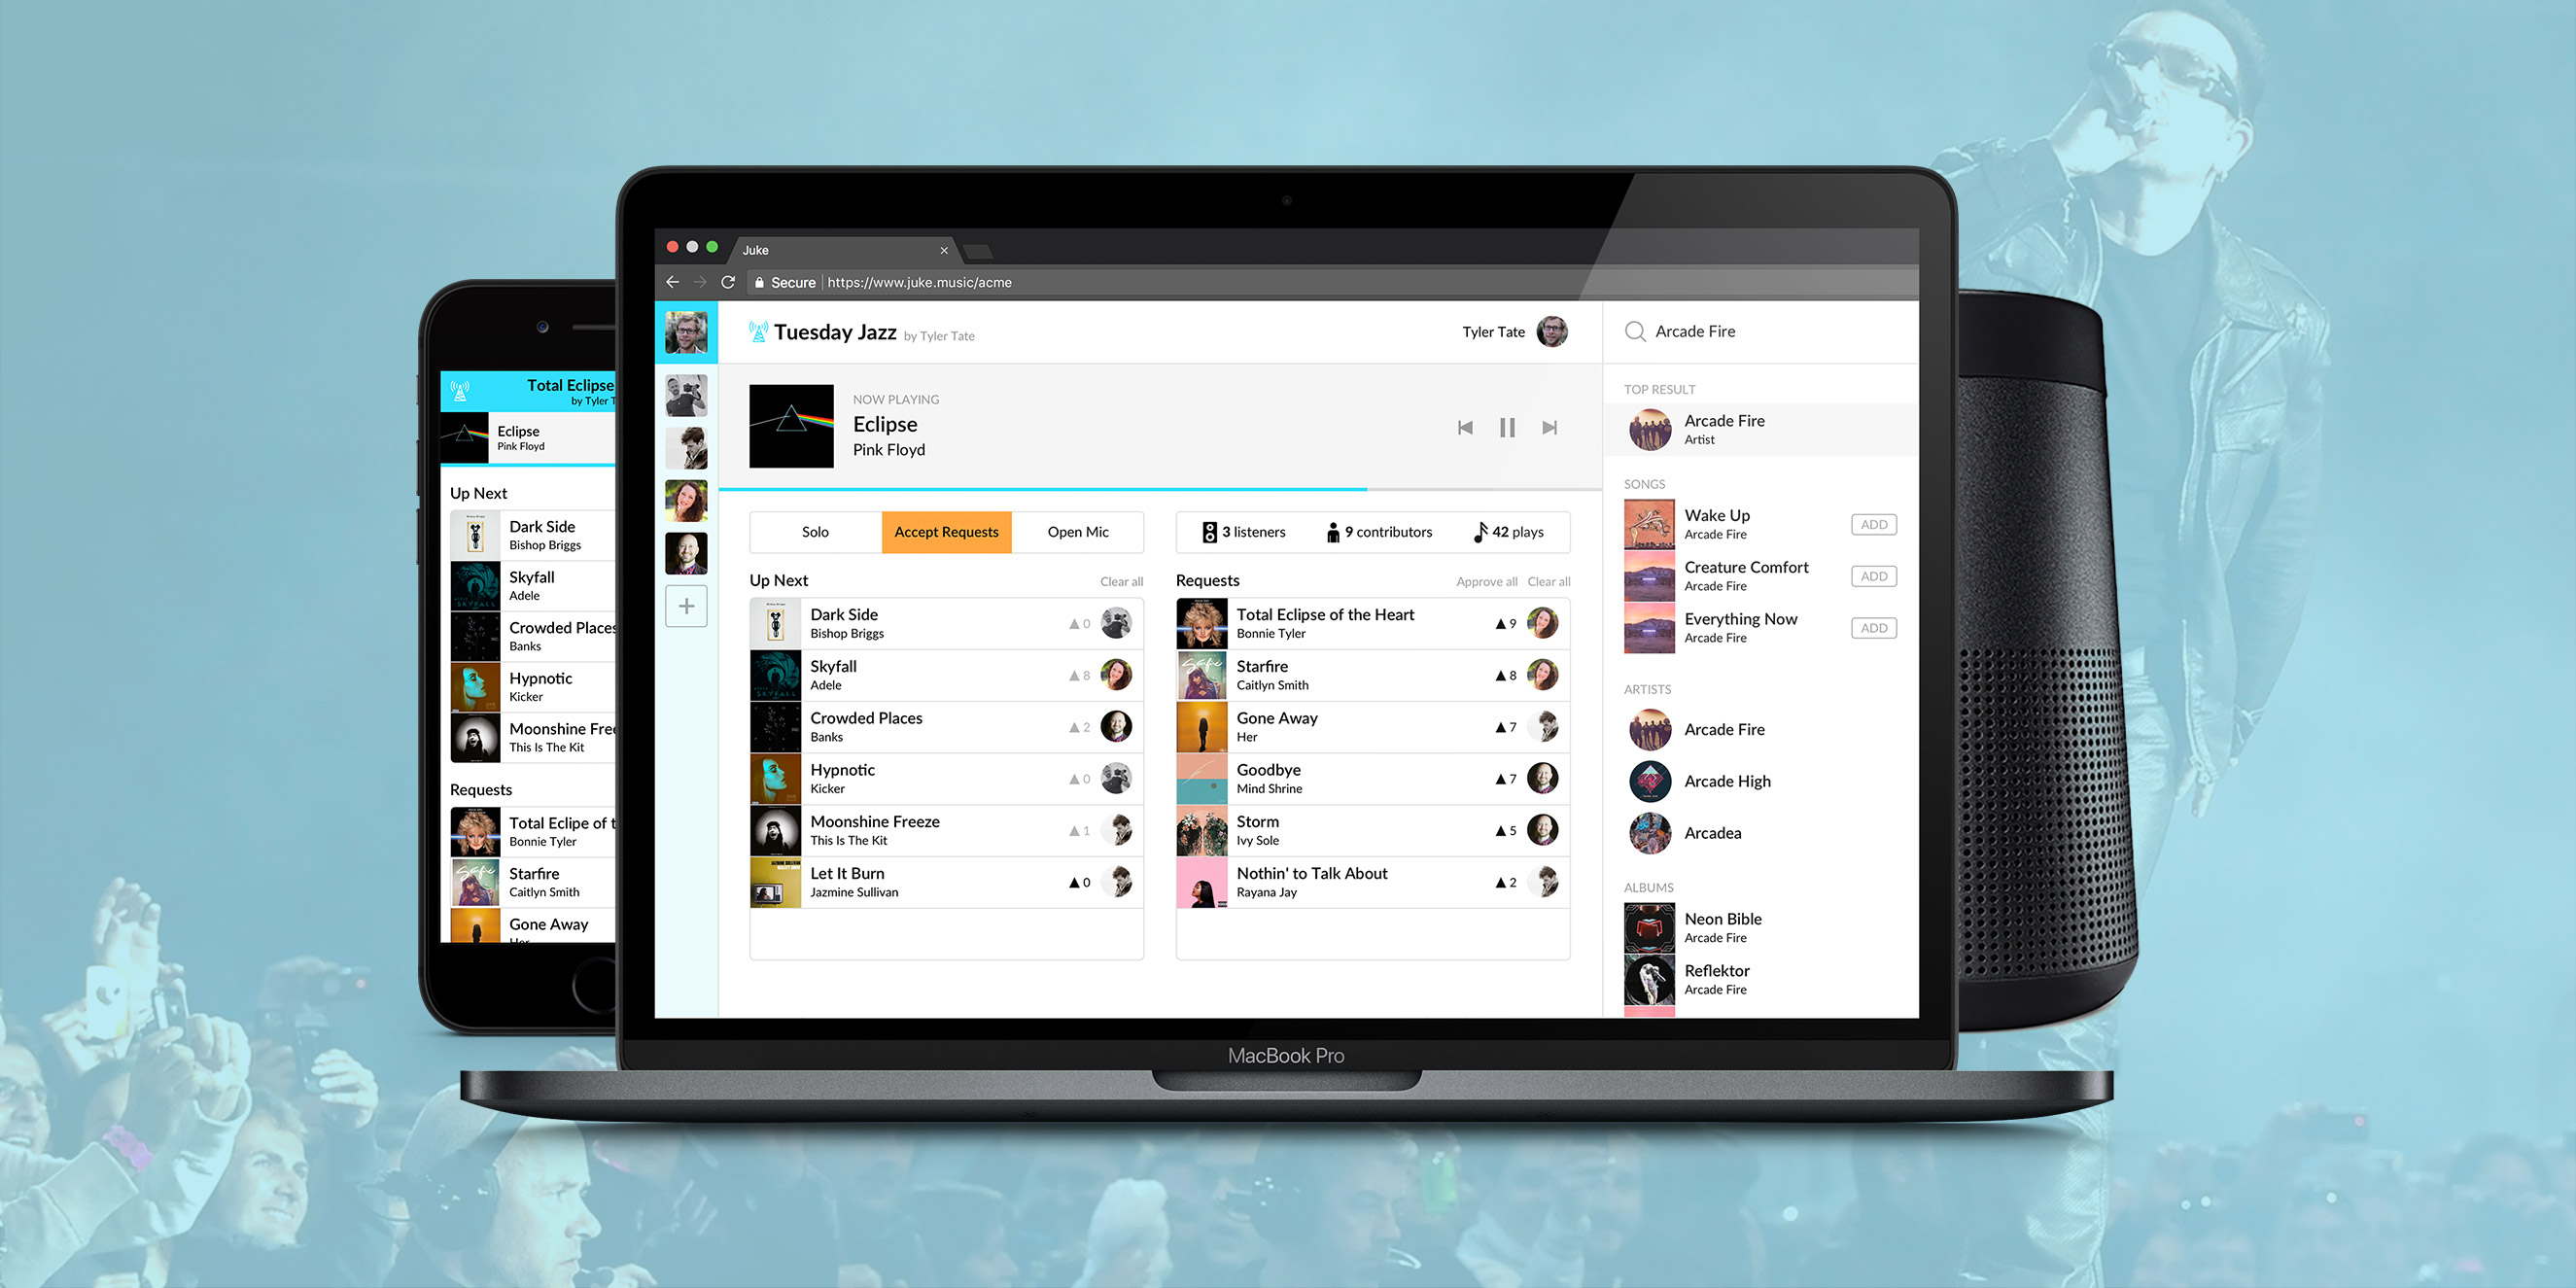 Total Eclipse
by Tyler T
Eclipse
Pink Floyd
Up Next
Dark Side
Bishop Briggs
Skyfall
Adele
Crowded Places
Banks
Hypnotic
Kicker
Moonshine Free
This Is The Kit
Requests
Total Eclipe of t
Bonnie Tyler
Starfire
Caitlyn Smith
Gone Away
Her
Juke
Secure https://www.juke.music/acme
Tuesday Jazz by Tyler Tate
Tyler Tate
NOW PLAYING
Eclipse
Pink Floyd
Solo
Accept Requests
Open Mic
3 listeners
9 contributors
42 plays
Up Next
Clear all
Dark Side
Bishop Briggs
0
Skyfall
Adele
8
Crowded Places
Banks
2
Hypnotic
Kicker
0
Moonshine Freeze
This Is The Kit
1
Let It Burn
Jazmine Sullivan
0
Requests
Approve all
Clear all
Total Eclipse of the Heart
Bonnie Tyler
9
Starfire
Caitlyn Smith
8
Gone Away
Her
7
Goodbye
Mind Shrine
7
Storm
Ivy Sole
5
Nothin' to Talk About
Rayana Jay
2
Arcade Fire
TOP RESULT
Arcade Fire
Artist
SONGS
Wake Up
Arcade Fire
ADD
Creature Comfort
Arcade Fire
ADD
Everything Now
Arcade Fire
ADD
ARTISTS
Arcade Fire
Arcade High
Arcadea
ALBUMS
Neon Bible
Arcade Fire
Reflektor
Arcade Fire
MacBook Pro